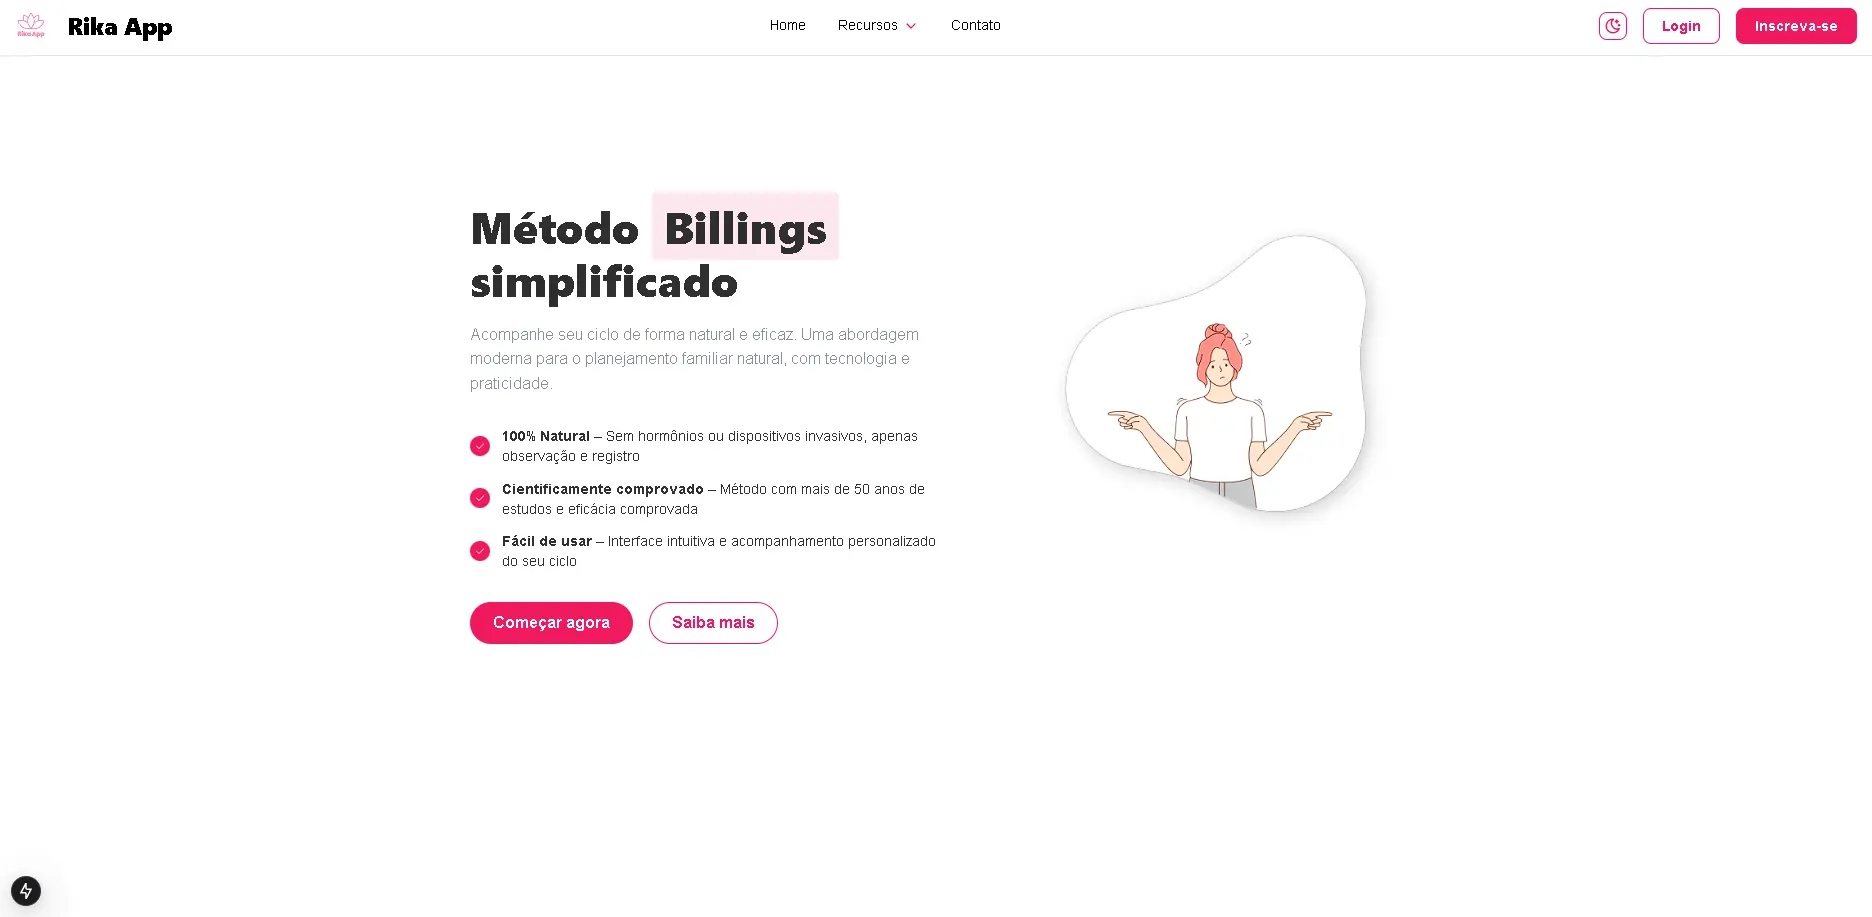 Rika App
Rika App
Home
Recursos
Contato
Login
Inscreva-se
Método Billings
simplificado
Acompanhe seu ciclo de forma natural e eficaz. Uma abordagem
moderna para o planejamento familiar natural, com tecnologia e
praticidade.
100% Natural – Sem hormônios ou dispositivos invasivos, apenas
observação e registro
Cientificamente comprovado – Método com mais de 50 anos de
estudos e eficácia comprovada
Fácil de usar – Interface intuitiva e acompanhamento personalizado
do seu ciclo
Começar agora
Saiba mais
??